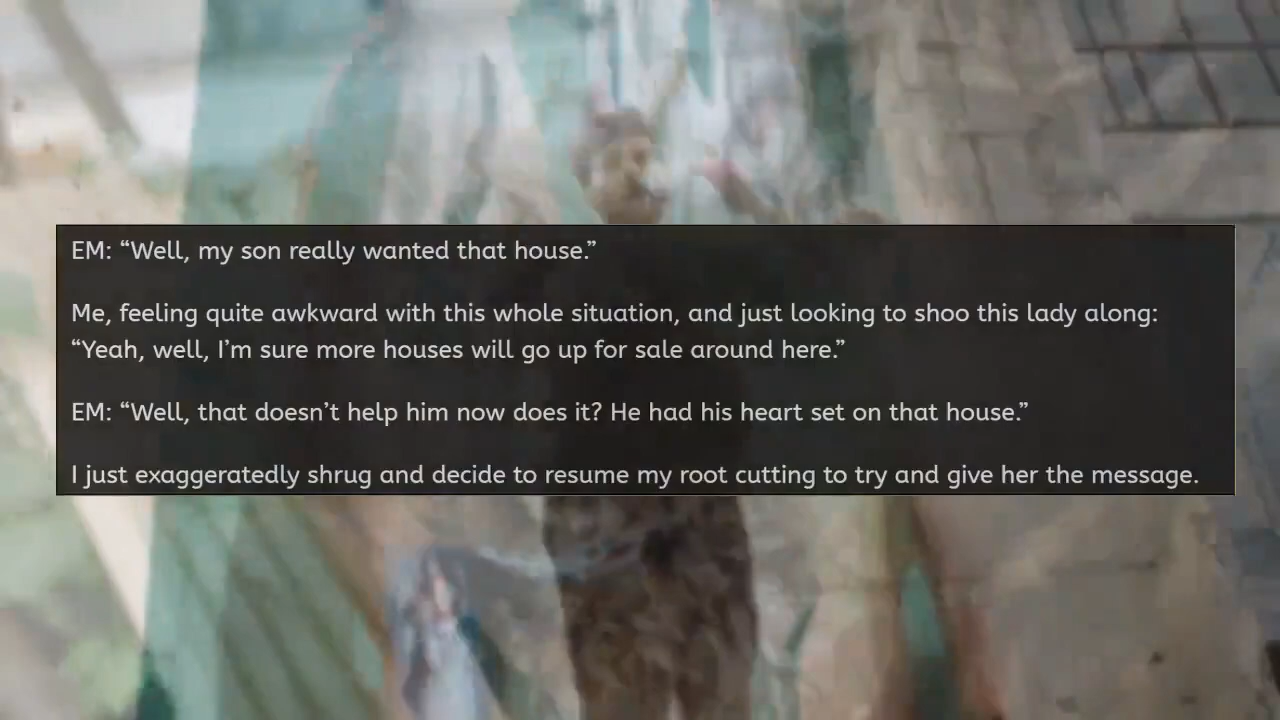 EM: “Well, my son really wanted that house.”
Me, feeling quite awkward with this whole situation, and just looking to shoo this lady along:
“Yeah, well, I’m sure more houses will go up for sale around here.”
EM: “Well, that doesn’t help him now does it? He had his heart set on that house.”
I just exaggeratedly shrug and decide to resume my root cutting to try and give her the message.